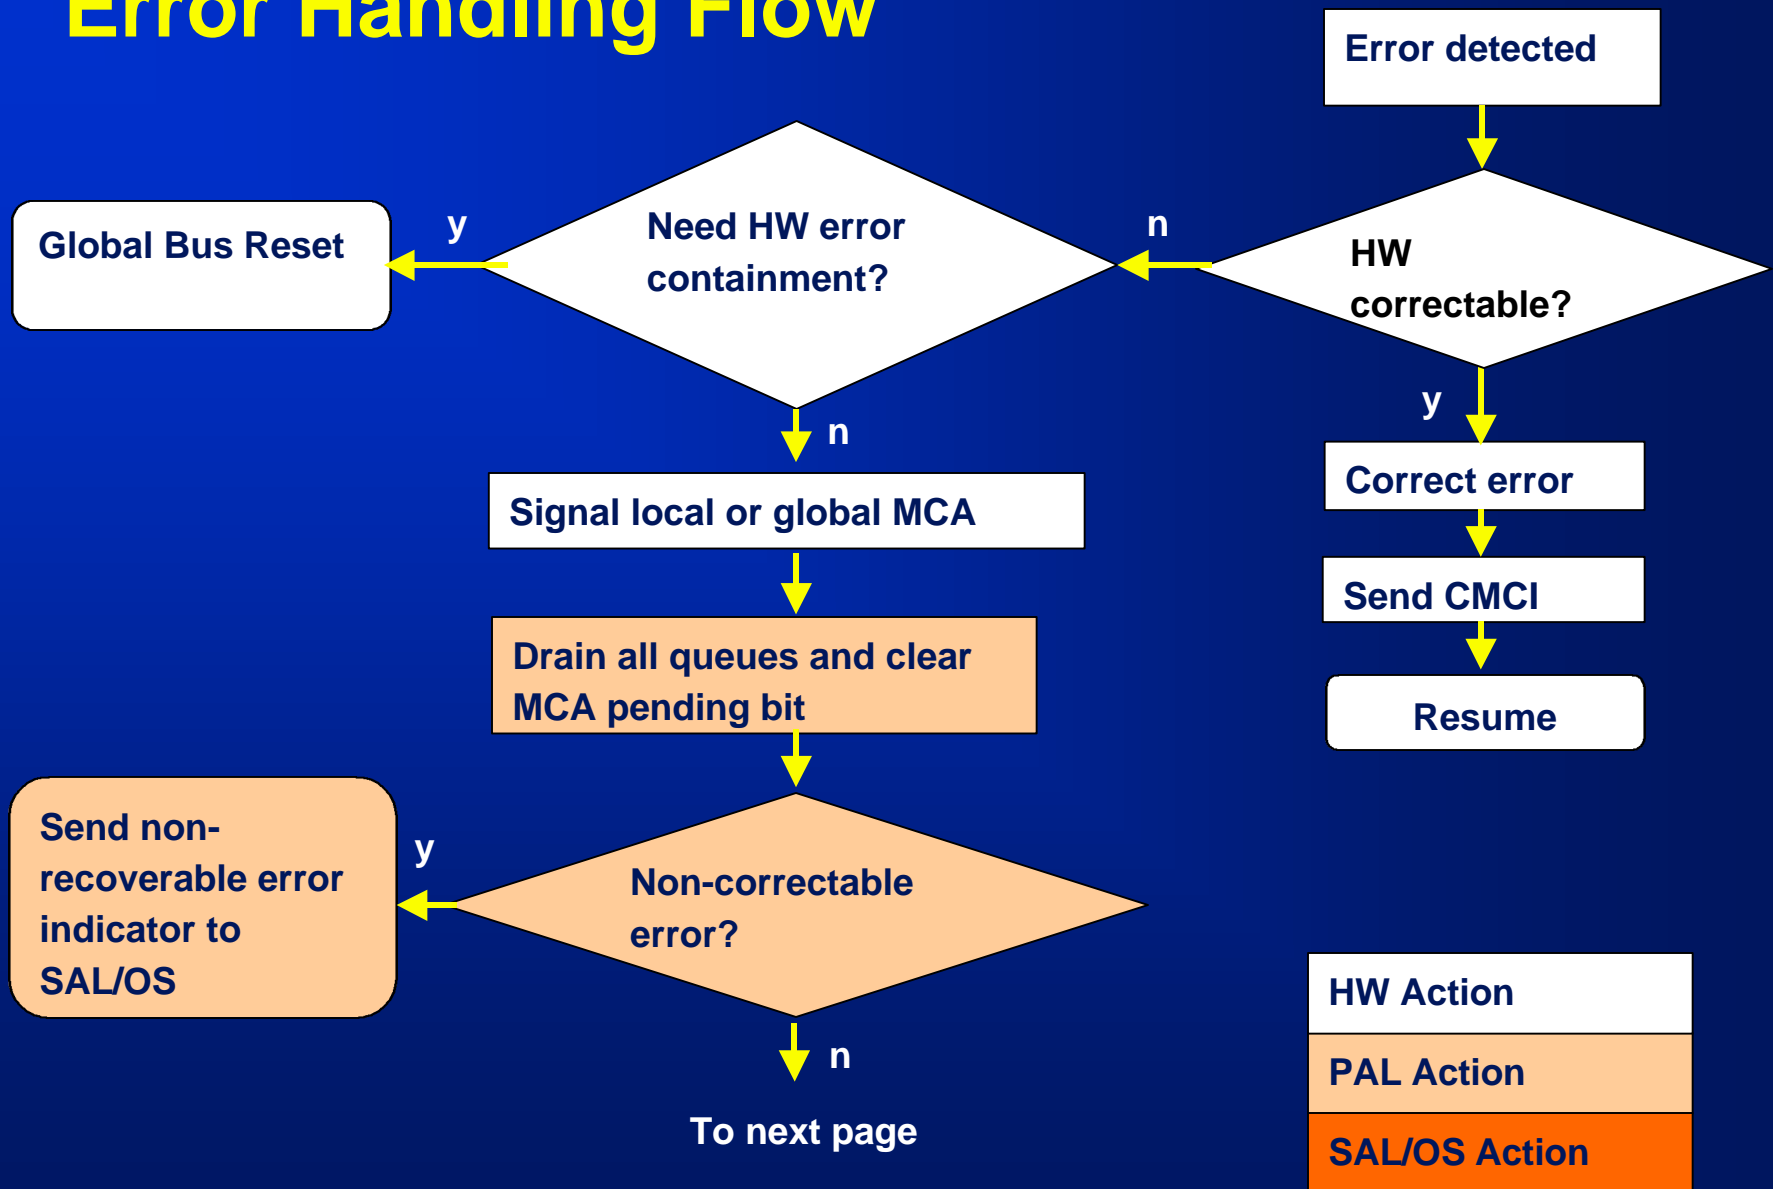 Error Handling Flow
Error detected
HW
correctable?
n
y
Need HW error
containment?
y
n
Global Bus Reset
Correct error
Send CMCI
Resume
Signal local or global MCA
Drain all queues and clear
MCA pending bit
Non-correctable
error?
y
n
Send non-
recoverable error
indicator to
SAL/OS
To next page
HW Action
PAL Action
SAL/OS Action